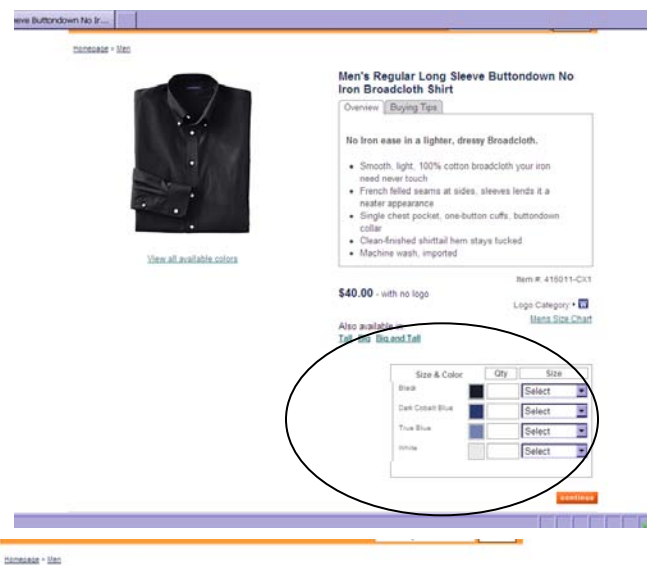 eeve Buttondown No Ir...
Homepage > Men
Men's Regular Long Sleeve Buttondown No
Iron Broadcloth Shirt
Overview
Buying Tips
No Iron ease in a lighter, dressy Broadcloth.
• Smooth, light, 100% cotton broadcloth your iron
need never touch
• French felled seams at sides, sleeves lends it a
neater appearance
• Single chest pocket, one-button cuffs, buttondown
collar
• Clean-finished shirttail hem stays tucked
• Machine wash, imported
View all available colors
Item #: 416011-CX1
$40.00 - with no logo
Logo Category • W
Mens Size Chart
Also available in
Tall Big Big and Tall
Size & Color Qty Size
Black Select
Dark Cobalt Blue Select
True Blue Select
White Select
continue
Homepage > Men